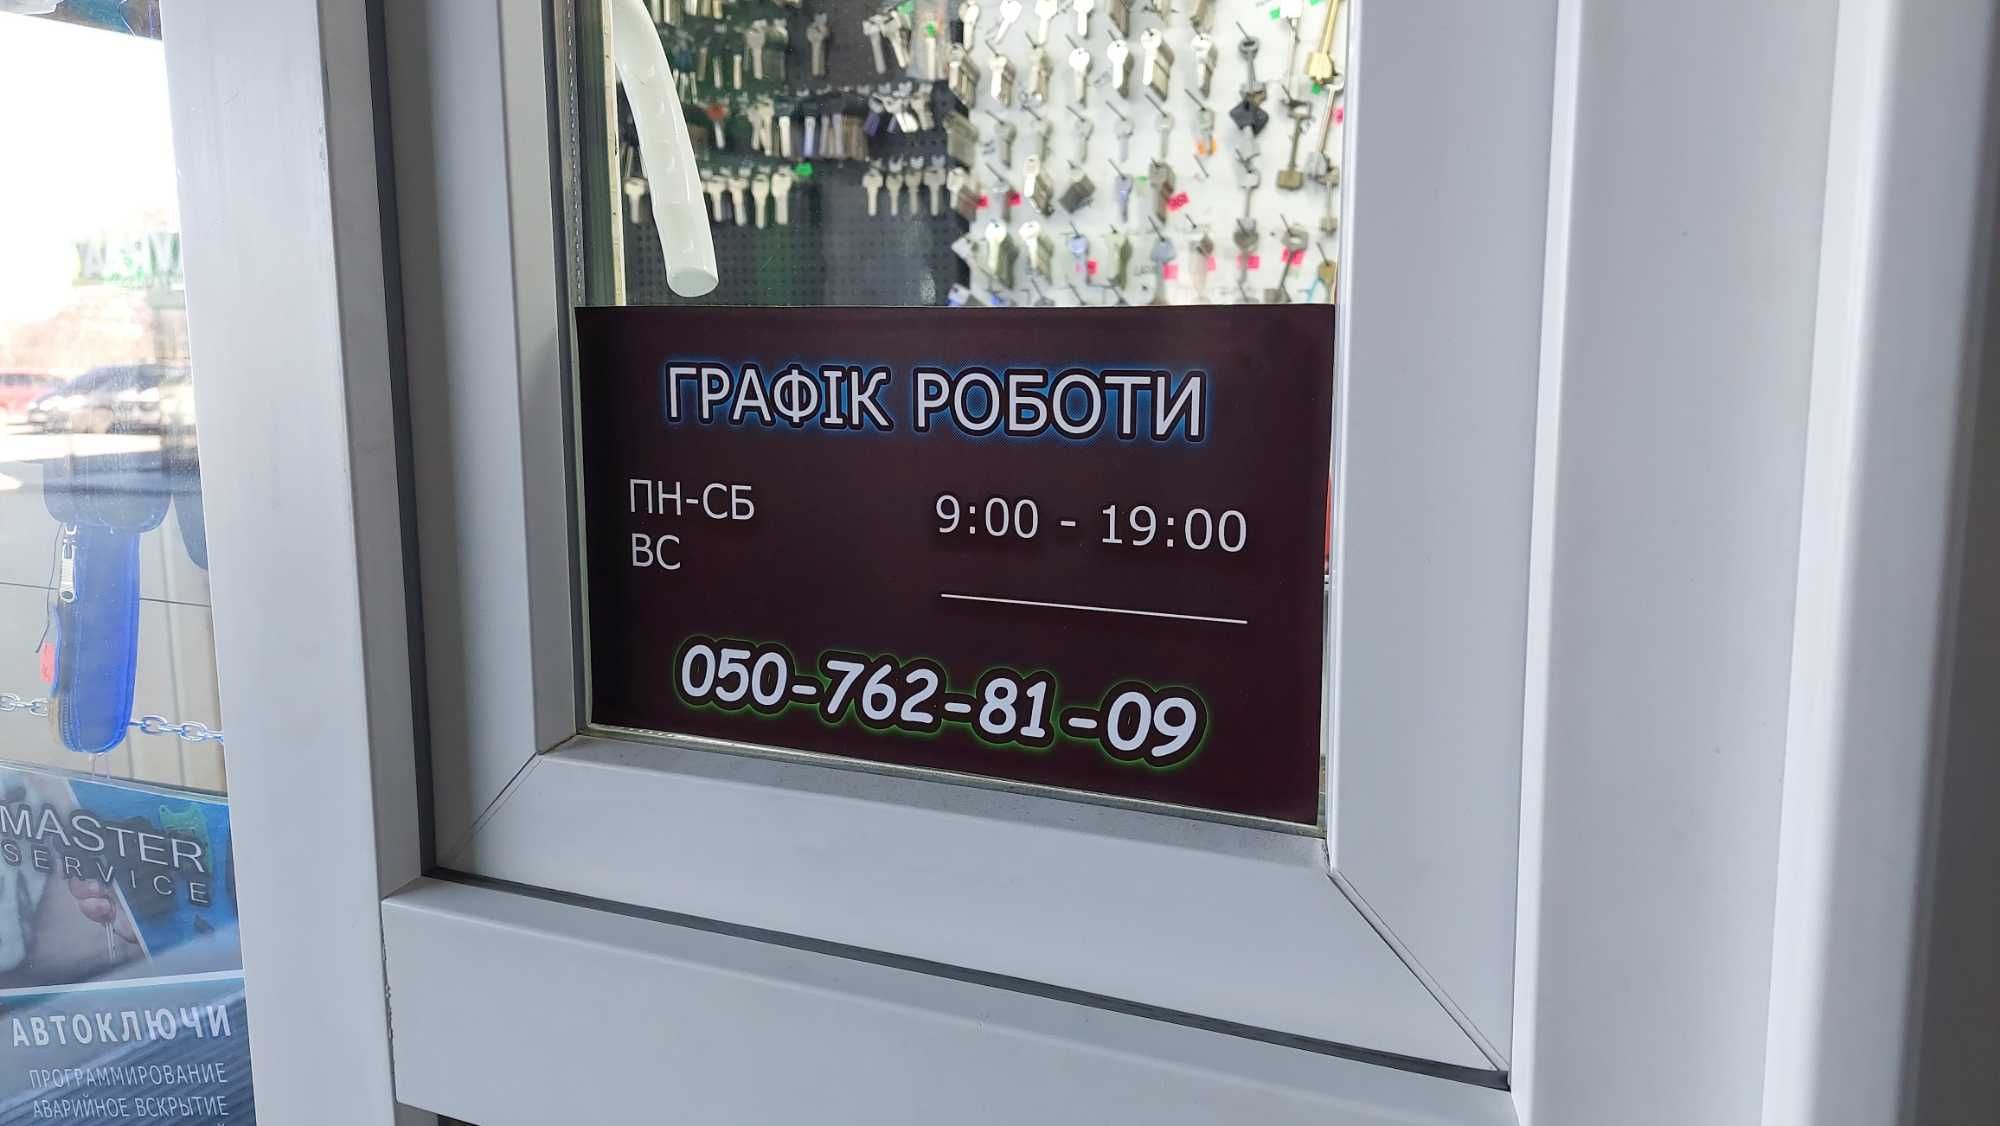 ГРАФІК РОБОТИ
ПН-СБ 9:00 - 19:00
ВС
050-762-81-09
MASTER
SERVICE
АВТОКЛЮЧИ
ПРОГРАММИРОВАНИЕ
АВАРИЙНОЕ ВСКРЫТИЕ